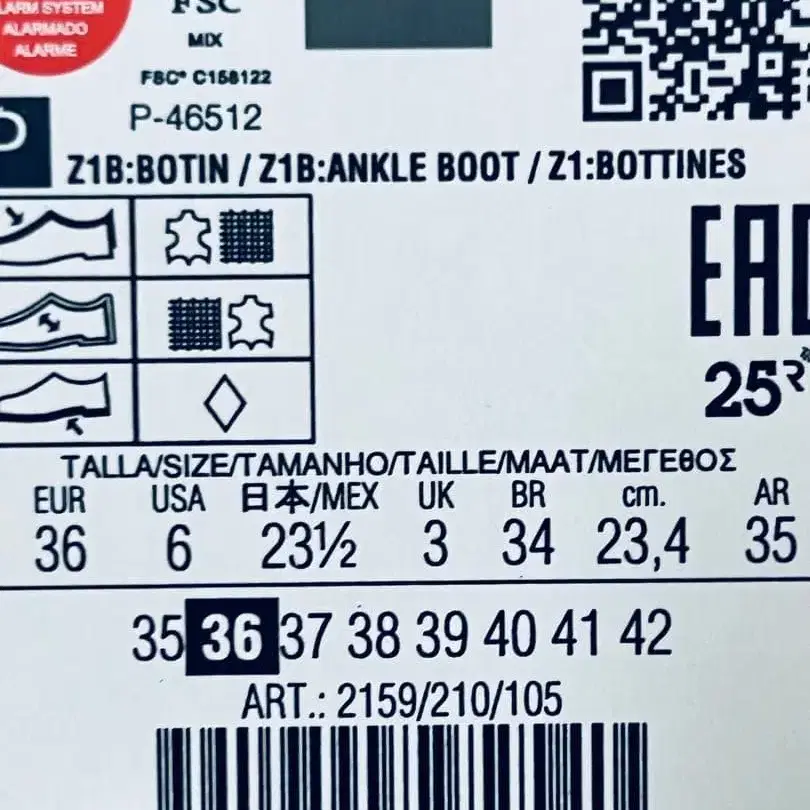 ALARM SYSTEM
ALARMADO
ALARME
FSC
MIX
FSC® C158122
P-46512
Z1B:BOTIN / Z1B:ANKLE BOOT / Z1:BOTTINES
EAC
25
TALLA/SIZE/TAMANHO/TAILLE/MAAT/ΜΕΓΕΘΟΣ
EUR USA 日本/MEX UK BR cm. AR
36 6 23½ 3 34 23,4 35
35 36 37 38 39 40 41 42
ART.: 2159/210/105